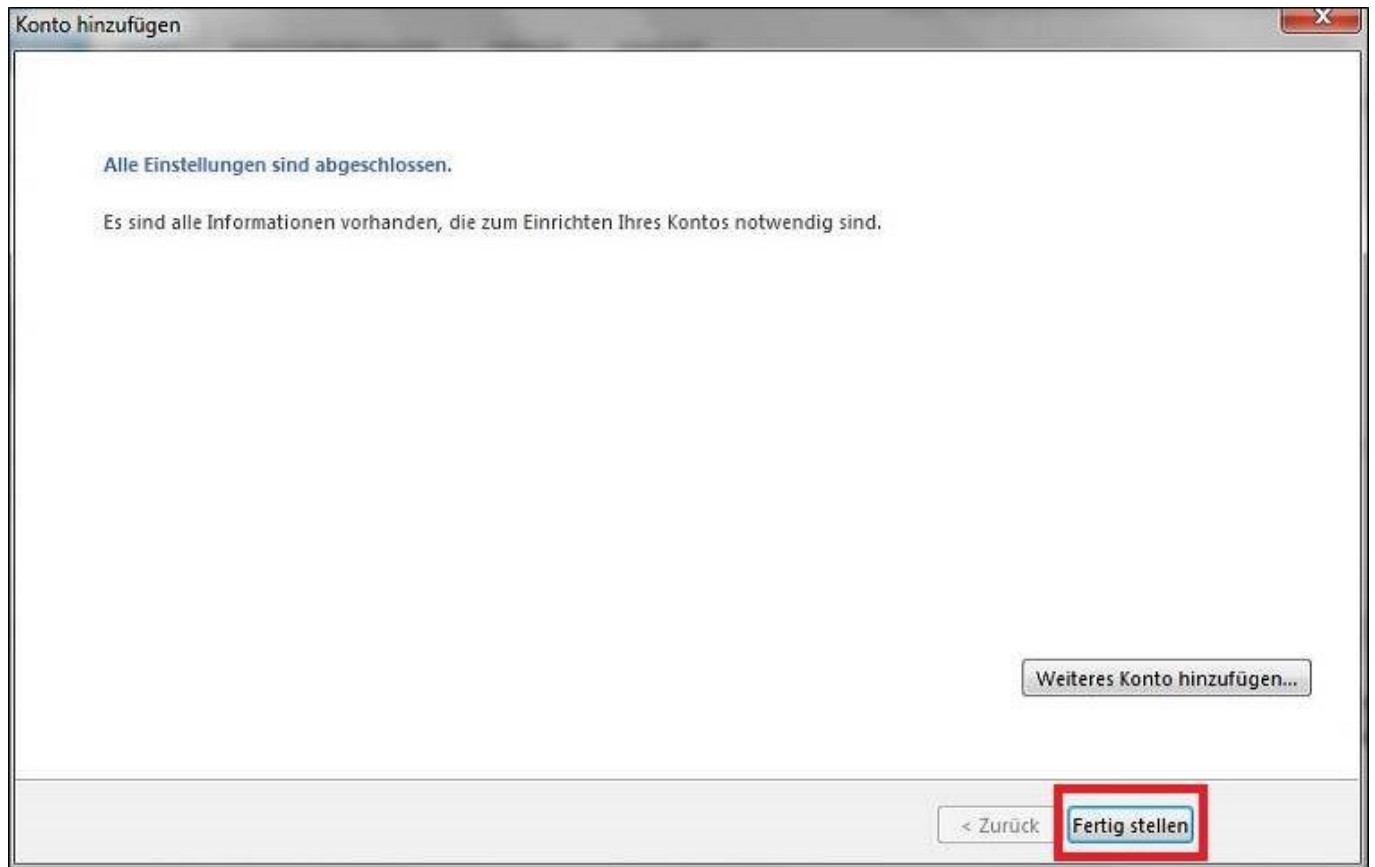 Konto hinzufügen
X
Alle Einstellungen sind abgeschlossen.
Es sind alle Informationen vorhanden, die zum Einrichten Ihres Kontos notwendig sind.
Weiteres Konto hinzufügen...
< Zurück
Fertig stellen